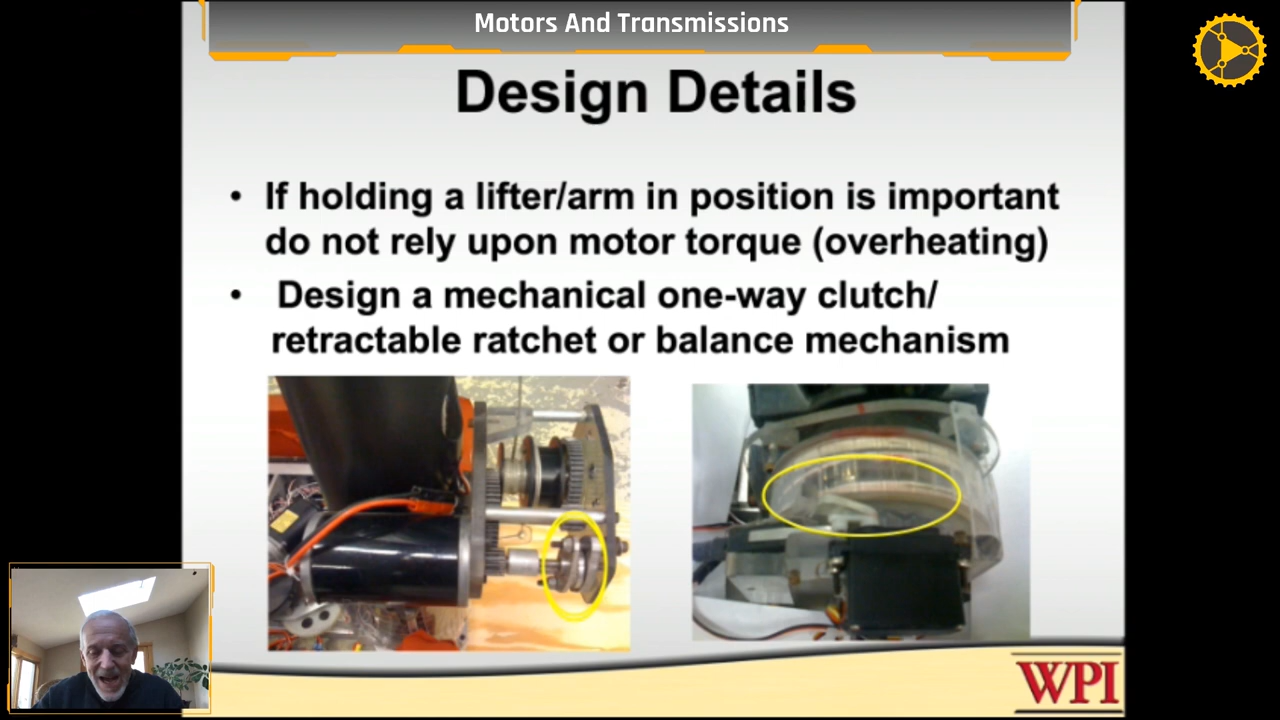 Motors And Transmissions
Design Details
• If holding a lifter/arm in position is important
do not rely upon motor torque (overheating)
• Design a mechanical one-way clutch/
retractable ratchet or balance mechanism
WPI